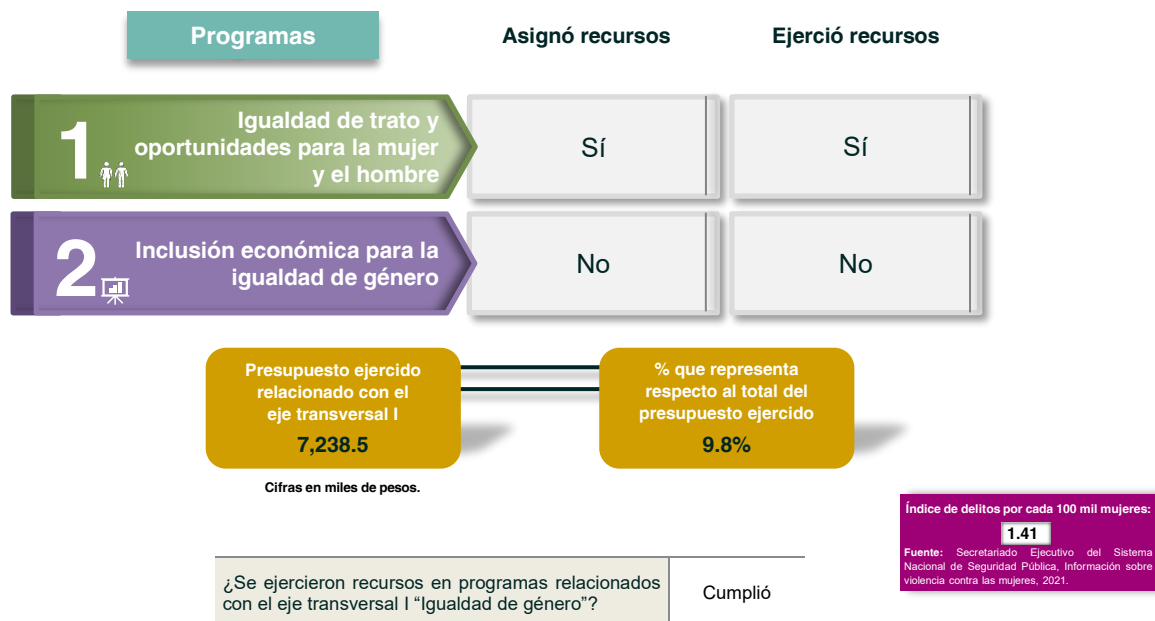 Programas
Asignó recursos
Ejerció recursos
1
Igualdad de trato y
oportunidades para la mujer
y el hombre
Sí
Sí
2
Inclusión económica para la
igualdad de género
No
No
Presupuesto ejercido
relacionado con el
eje transversal I
7,238.5
% que representa
respecto al total del
presupuesto ejercido
9.8%
Cifras en miles de pesos.
Índice de delitos por cada 100 mil mujeres:
1.41
Fuente: Secretariado Ejecutivo del Sistema
Nacional de Seguridad Pública, Información sobre
violencia contra las mujeres, 2021.
¿Se ejercieron recursos en programas relacionados
con el eje transversal I “Igualdad de género”?
Cumplió